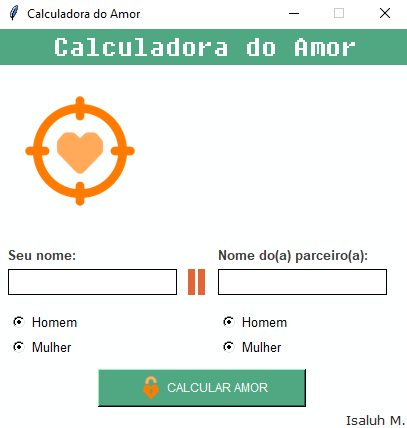 Calculadora do Amor
Calculadora do Amor
Seu nome: Nome do(a) parceiro(a):
Homem Homem
Mulher Mulher
CALCULAR AMOR
Isaluh M.